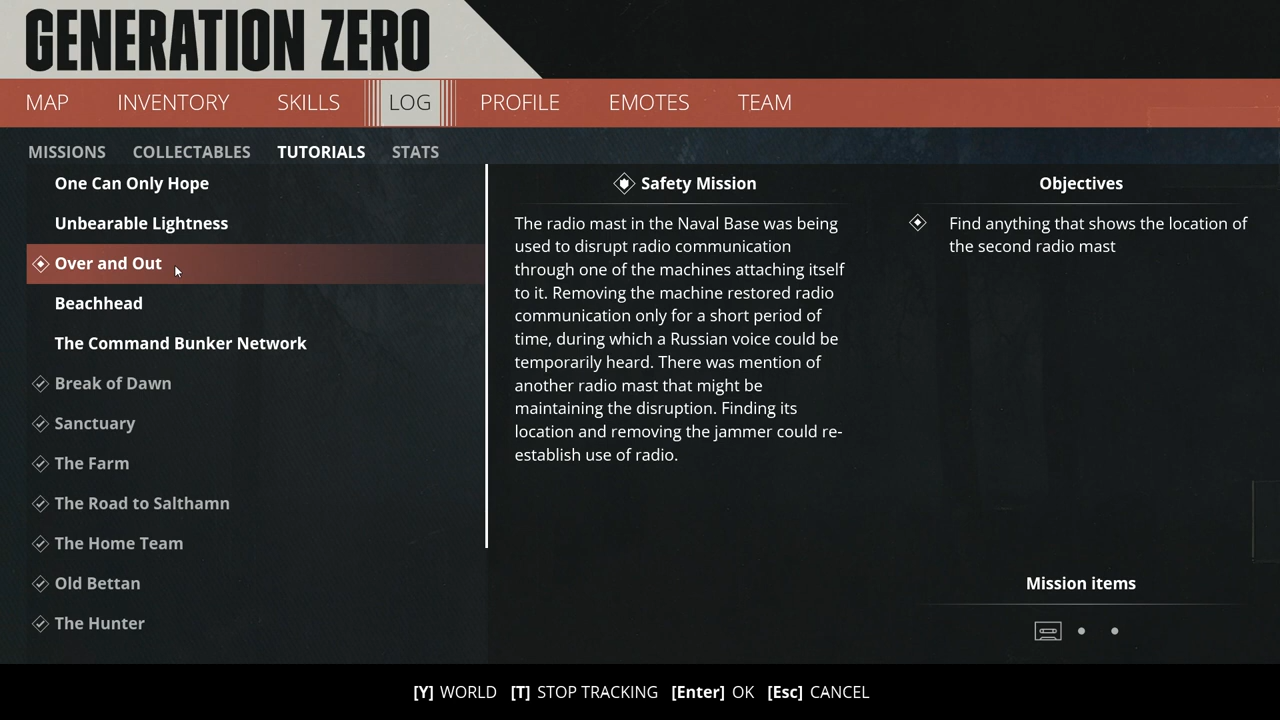 GENERATION ZERO
MAP INVENTORY SKILLS LOG PROFILE EMOTES TEAM
MISSIONS COLLECTABLES TUTORIALS STATS
One Can Only Hope
Unbearable Lightness
Over and Out
Beachhead
The Command Bunker Network
Break of Dawn
Sanctuary
The Farm
The Road to Salthamn
The Home Team
Old Bettan
The Hunter
Safety Mission
The radio mast in the Naval Base was being
used to disrupt radio communication
through one of the machines attaching itself
to it. Removing the machine restored radio
communication only for a short period of
time, during which a Russian voice could be
temporarily heard. There was mention of
another radio mast that might be
maintaining the disruption. Finding its
location and removing the jammer could re-
establish use of radio.
Objectives
Find anything that shows the location of
the second radio mast
Mission items
[Y] WORLD [T] STOP TRACKING [Enter] OK [Esc] CANCEL